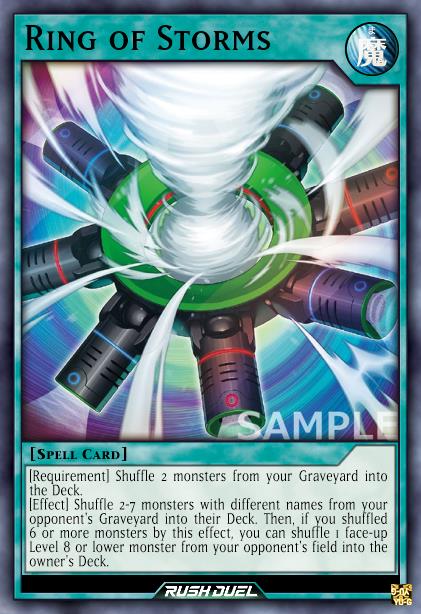 RING OF STORMS
ま
魔
SAMPLE
[SPELL CARD]
[Requirement] Shuffle 2 monsters from your Graveyard into
the Deck.
[Effect] Shuffle 2-7 monsters with different names from your
opponent's Graveyard into their Deck. Then, if you shuffled
6 or more monsters by this effect, you can shuffle 1 face-up
Level 8 or lower monster from your opponent's field into the
owner's Deck.
RUSH DUEL